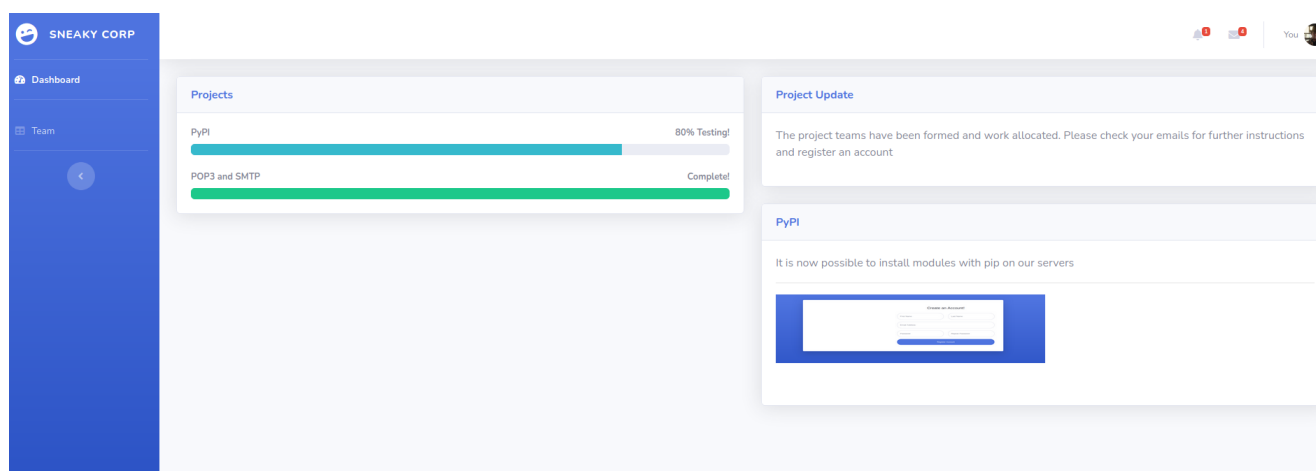 SNEAKY CORP
1
4
You
Dashboard
Team
Projects
PyPI
80% Testing!
POP3 and SMTP
Complete!
Project Update
The project teams have been formed and work allocated. Please check your emails for further instructions
and register an account
PyPI
It is now possible to install modules with pip on our servers
Create an Account!